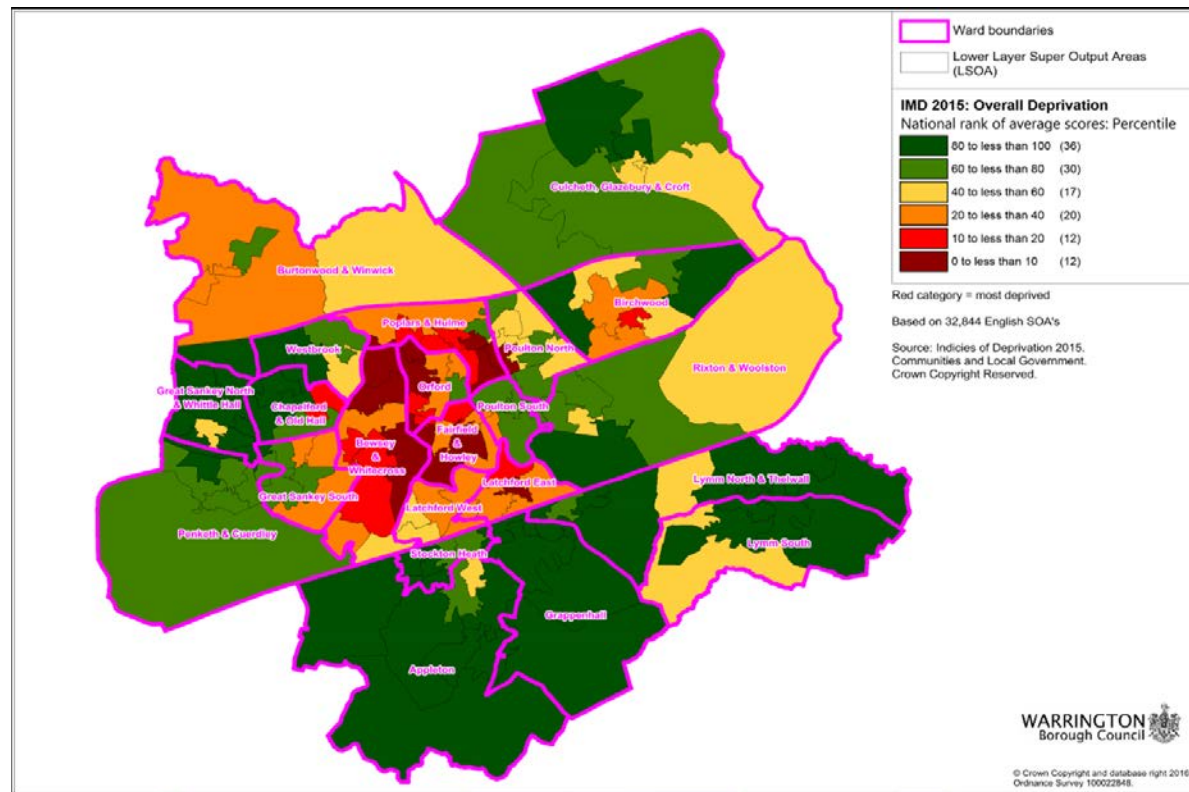 Ward boundaries
Lower Layer Super Output Areas
(LSOA)
IMD 2015: Overall Deprivation
National rank of average scores: Percentile
80 to less than 100 (36)
60 to less than 80 (30)
40 to less than 60 (17)
20 to less than 40 (20)
10 to less than 20 (12)
0 to less than 10 (12)
Red category = most deprived
Based on 32,844 English SOA's
Source: Indicies of Deprivation 2015.
Communities and Local Government.
Crown Copyright Reserved.
Culcheth, Glazebury & Croft
Burtonwood & Winwick
Birchwood
Poplars & Hulme
Westbrook
Poulton North
Rixton & Woolston
Great Sankey North
& Whittle Hall
Orford
Chapelford
& Old Hall
Poulton South
Fairfield
&
Howley
Bewsey
&
Whitecross
Latchford East
Lymm North & Thelwall
Great Sankey South
Latchford West
Penketh & Cuerdley
Lymm South
Stockton Heath
Grappenhall
Appleton
WARRINGTON
Borough Council
© Crown Copyright and database right 2016
Ordnance Survey 100022848.